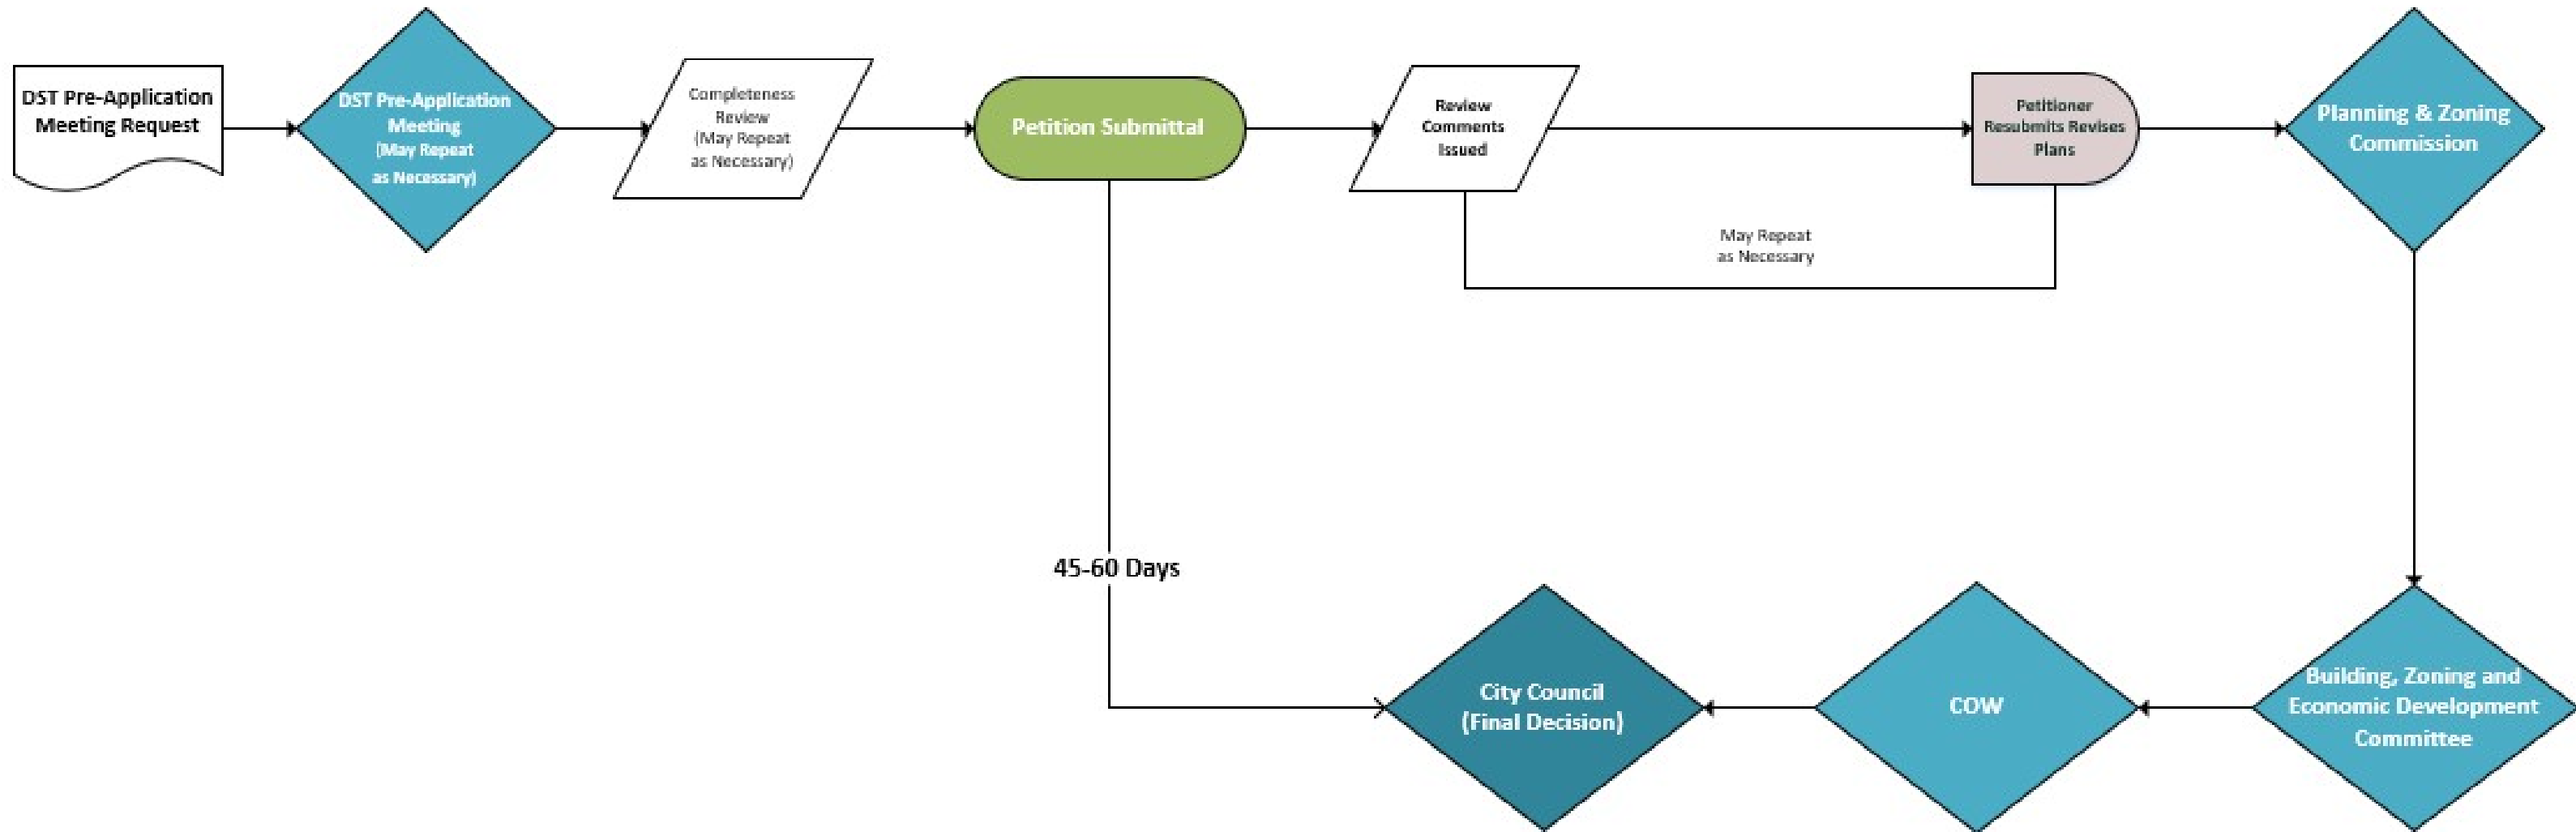 DST Pre-Application
Meeting Request
DST Pre-Application
Meeting
(May Repeat
as Necessary)
Completeness
Review
(May Repeat
as Necessary)
Petition Submittal
Review
Comments
Issued
Petitioner
Resubmits Revises
Plans
Planning & Zoning
Commission
May Repeat
as Necessary
45-60 Days
City Council
(Final Decision)
COW
Building, Zoning and
Economic Development
Committee